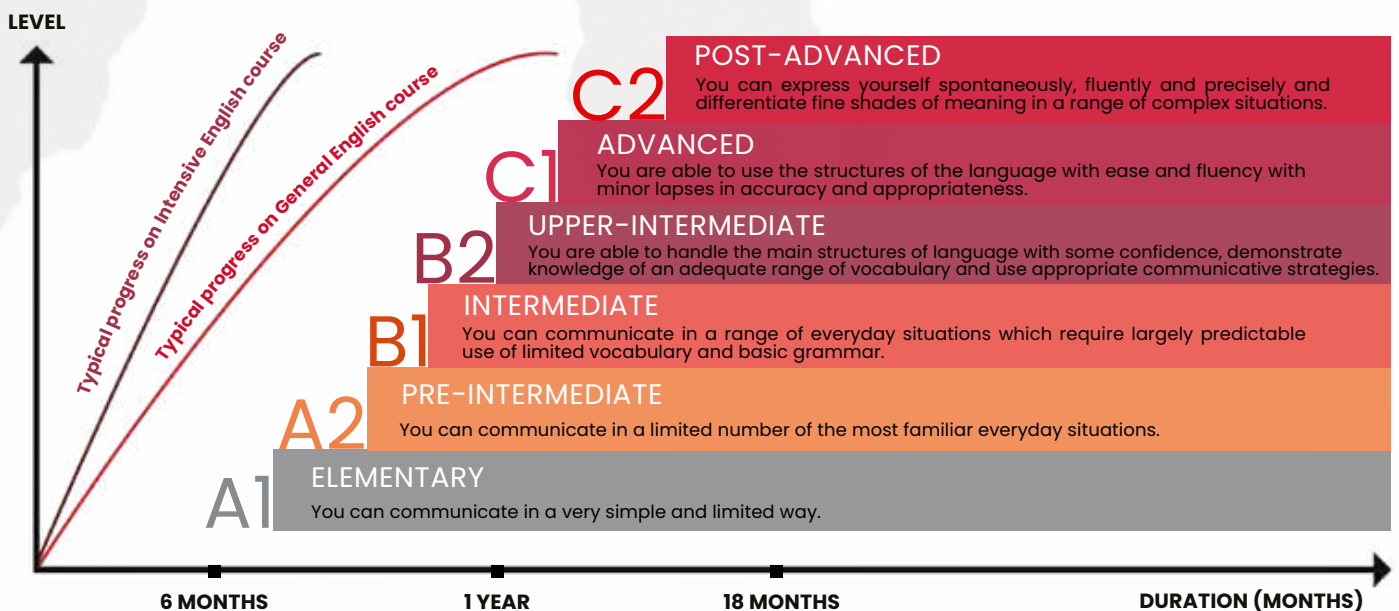 LEVEL
Typical progress on Intensive English course
Typical progress on General English course
C2
POST-ADVANCED
You can express yourself spontaneously, fluently and precisely and
differentiate fine shades of meaning in a range of complex situations.
C1
ADVANCED
You are able to use the structures of the language with ease and fluency with
minor lapses in accuracy and appropriateness.
B2
UPPER-INTERMEDIATE
You are able to handle the main structures of language with some confidence, demonstrate
knowledge of an adequate range of vocabulary and use appropriate communicative strategies.
B1
INTERMEDIATE
You can communicate in a range of everyday situations which require largely predictable
use of limited vocabulary and basic grammar.
A2
PRE-INTERMEDIATE
You can communicate in a limited number of the most familiar everyday situations.
A1
ELEMENTARY
You can communicate in a very simple and limited way.
6 MONTHS
1 YEAR
18 MONTHS
DURATION (MONTHS)